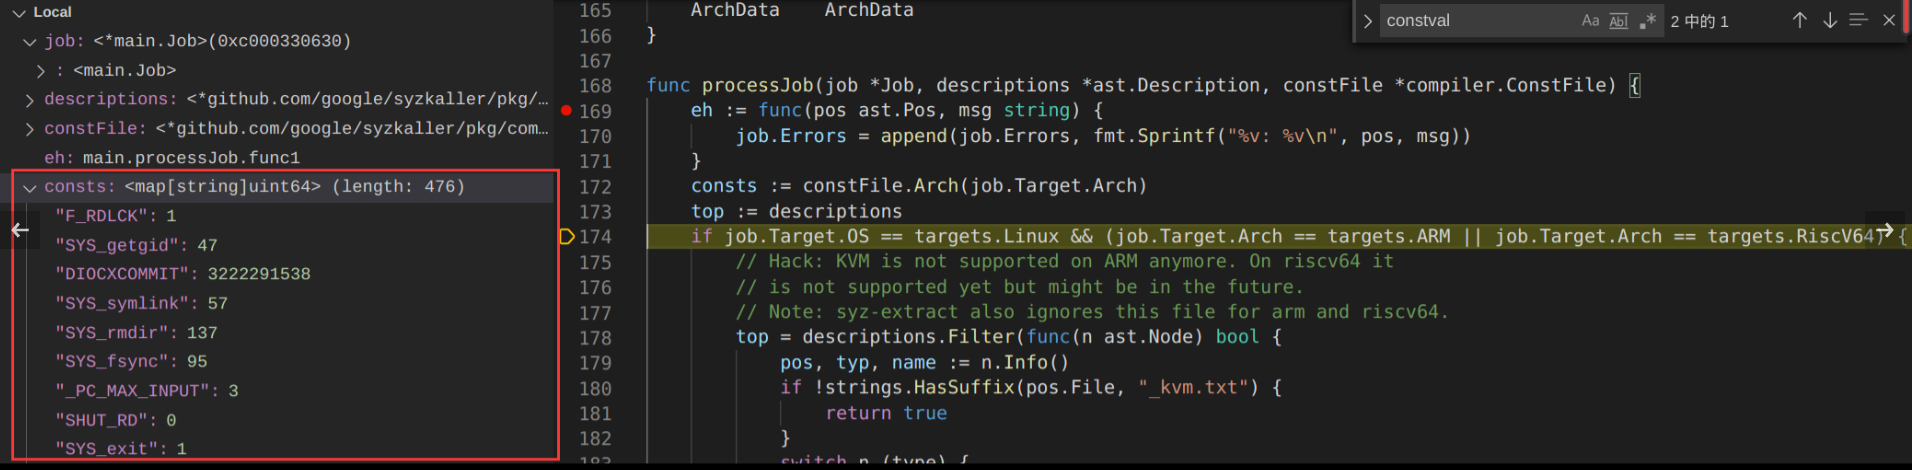 Local
job: <*main.Job>(0xc000330630)
: <main.Job>
descriptions: <*github.com/google/syzkaller/pkg/…
constFile: <*github.com/google/syzkaller/pkg/com…
eh: main.processJob.func1
consts: <map[string]uint64> (length: 476)
"F_RDLCK": 1
"SYS_getgid": 47
"DIOCXCOMMIT": 3222291538
"SYS_symlink": 57
"SYS_rmdir": 137
"SYS_fsync": 95
"_PC_MAX_INPUT": 3
"SHUT_RD": 0
"SYS_exit": 1
constval Aa Abl .* 2 中的 1
165 ArchData ArchData
166 }
167
168 func processJob(job *Job, descriptions *ast.Description, constFile *compiler.ConstFile) {
169 eh := func(pos ast.Pos, msg string) {
170 job.Errors = append(job.Errors, fmt.Sprintf("%v: %v\n", pos, msg))
171 }
172 consts := constFile.Arch(job.Target.Arch)
173 top := descriptions
174 if job.Target.OS == targets.Linux && (job.Target.Arch == targets.ARM || job.Target.Arch == targets.RiscV64) {
175 // Hack: KVM is not supported on ARM anymore. On riscv64 it
176 // is not supported yet but might be in the future.
177 // Note: syz-extract also ignores this file for arm and riscv64.
178 top = descriptions.Filter(func(n ast.Node) bool {
179 pos, typ, name := n.Info()
180 if !strings.HasSuffix(pos.File, "_kvm.txt") {
181 return true
182 }
183 switch n.(type) {